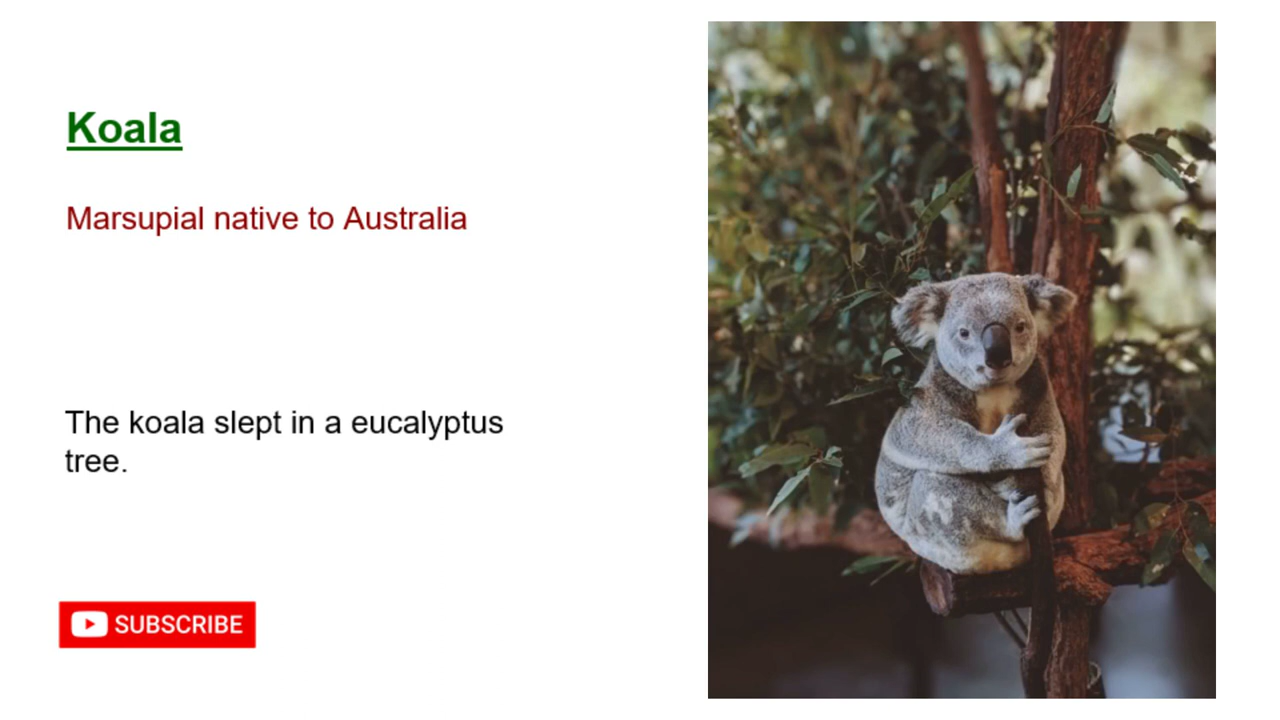 Koala
Marsupial native to Australia
The koala slept in a eucalyptus
tree.
SUBSCRIBE